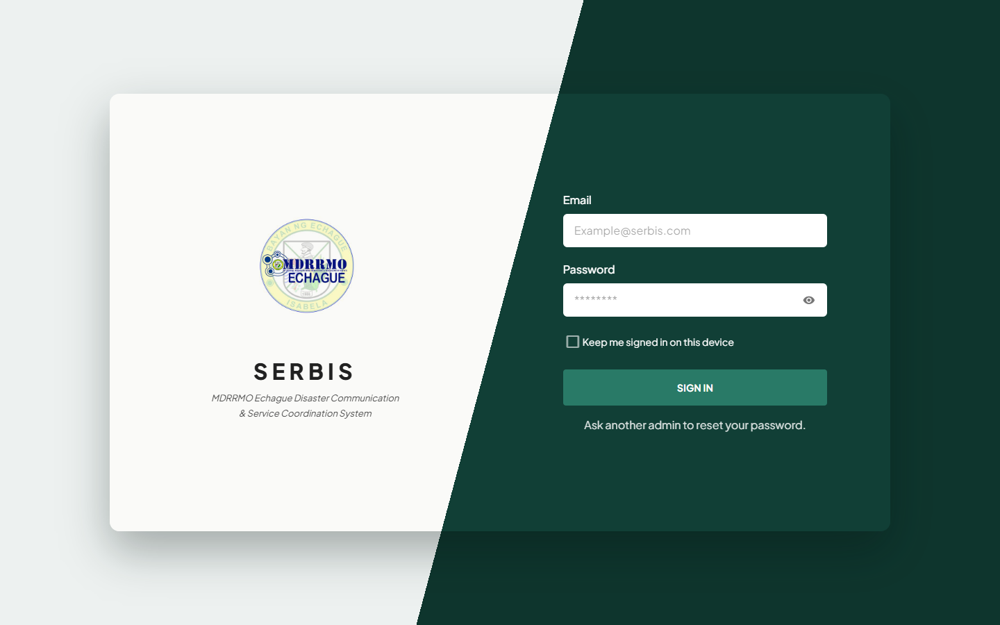 BAYAN NG ECHAGUE
MDRRMO
ECHAGUE
ISABELA
SERBIS
MDRRMO Echague Disaster Communication
& Service Coordination System
Email
Example@serbis.com
Password
********
Keep me signed in on this device
SIGN IN
Ask another admin to reset your password.